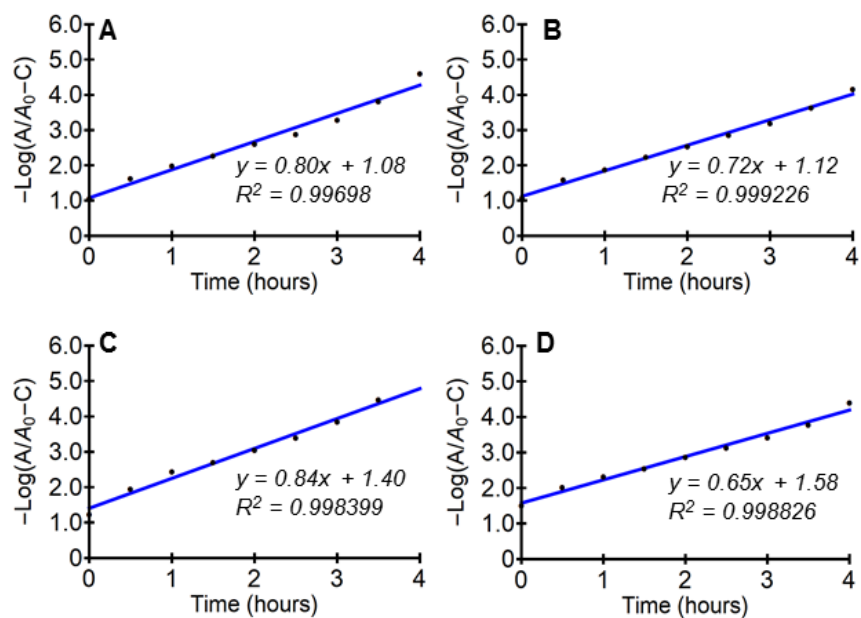 A
−Log(A/A₀−C)
6.0
5.0
4.0
3.0
2.0
1.0
0
y = 0.80x + 1.08
R² = 0.99698
0 1 2 3 4
Time (hours)
B
−Log(A/A₀−C)
6.0
5.0
4.0
3.0
2.0
1.0
0
y = 0.72x + 1.12
R² = 0.999226
0 1 2 3 4
Time (hours)
C
−Log(A/A₀−C)
6.0
5.0
4.0
3.0
2.0
1.0
0
y = 0.84x + 1.40
R² = 0.998399
0 1 2 3 4
Time (hours)
D
−Log(A/A₀−C)
6.0
5.0
4.0
3.0
2.0
1.0
0
y = 0.65x + 1.58
R² = 0.998826
0 1 2 3 4
Time (hours)